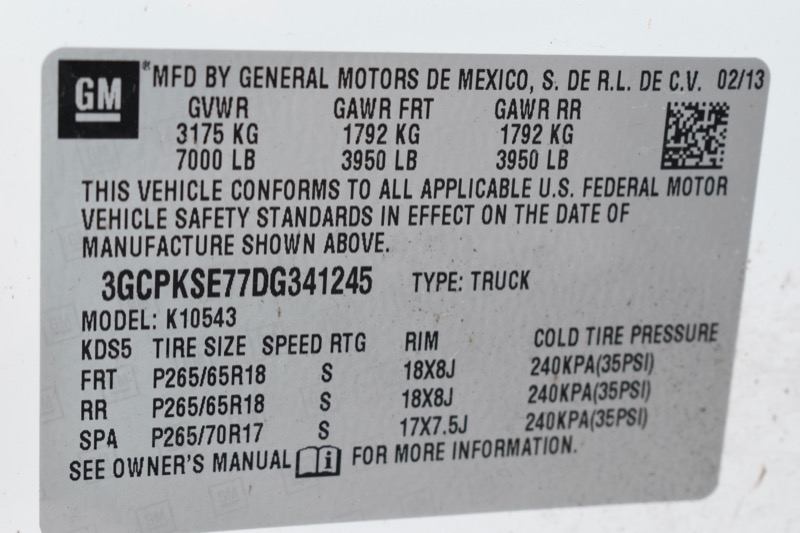 GM *MFD BY GENERAL MOTORS DE MEXICO, S. DE R.L. DE C.V. 02/13
GVWR GAWR FRT GAWR RR
3175 KG 1792 KG 1792 KG
7000 LB 3950 LB 3950 LB
THIS VEHICLE CONFORMS TO ALL APPLICABLE U.S. FEDERAL MOTOR
VEHICLE SAFETY STANDARDS IN EFFECT ON THE DATE OF
MANUFACTURE SHOWN ABOVE.
3GCPKSE77DG341245 TYPE: TRUCK
MODEL: K10543
KDS5 TIRE SIZE SPEED RTG RIM COLD TIRE PRESSURE
FRT P265/65R18 S 18X8J 240KPA(35PSI)
RR P265/65R18 S 18X8J 240KPA(35PSI)
SPA P265/70R17 S 17X7.5J 240KPA(35PSI)
SEE OWNER'S MANUAL i FOR MORE INFORMATION.